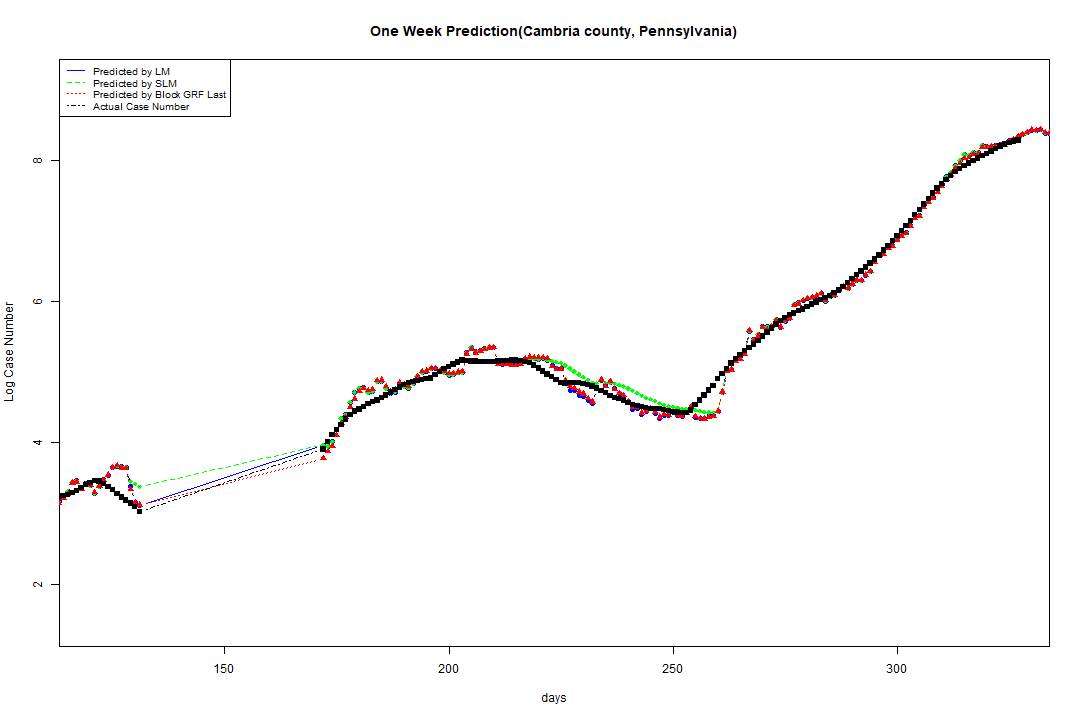 One Week Prediction(Cambria county, Pennsylvania)
Predicted by LM
Predicted by SLM
Predicted by Block GRF Last
Actual Case Number
8
6
4
2
Log Case Number
150 200 250 300
days